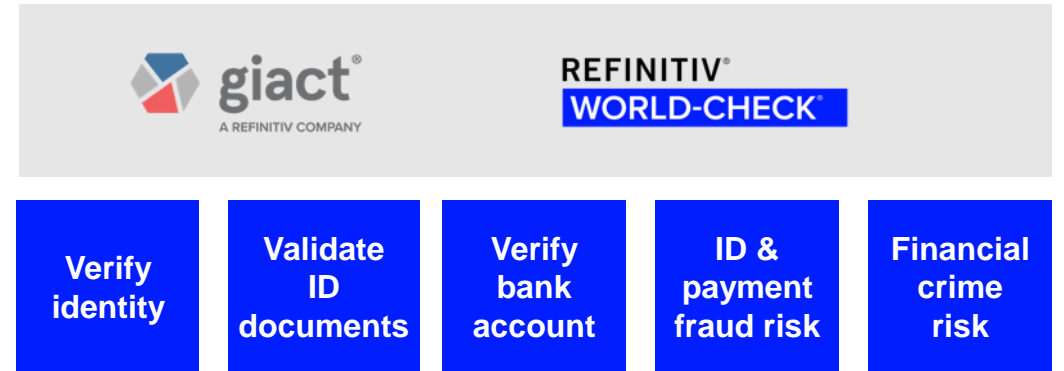 giact®
A REFINITIV COMPANY
REFINITIV®
WORLD-CHECK®
Verify
identity
Validate
ID
documents
Verify
bank
account
ID &
payment
fraud risk
Financial
crime
risk